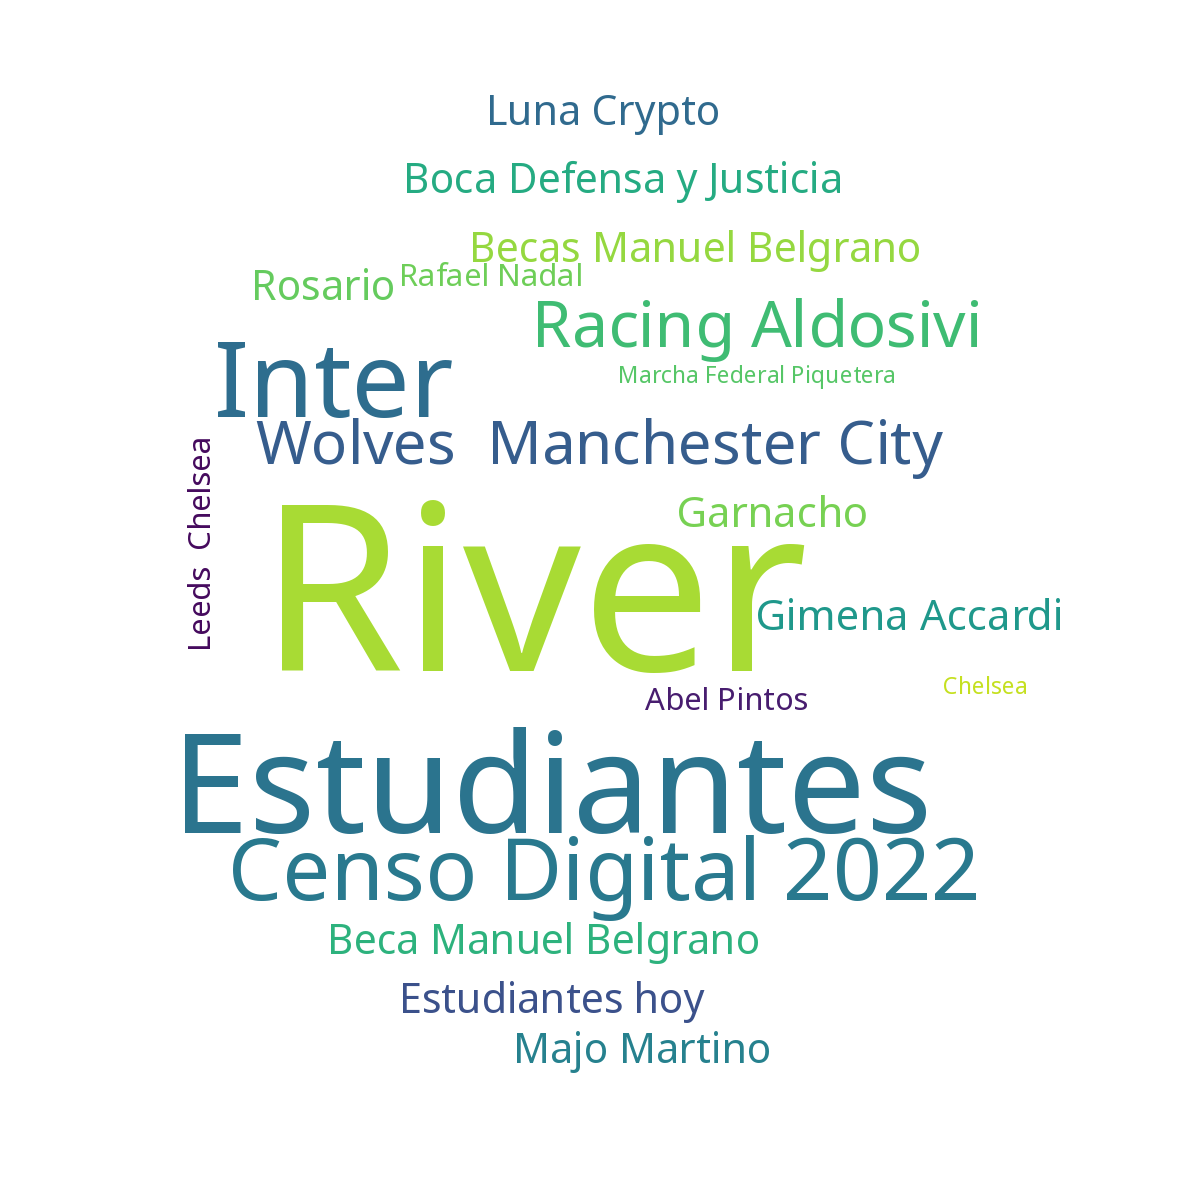 Luna Crypto
Boca Defensa y Justicia
Becas Manuel Belgrano
Rafael Nadal
Rosario
Racing Aldosivi
Inter
Marcha Federal Piquetera
Wolves  Manchester City
Leeds  Chelsea
Garnacho
River
Gimena Accardi
Chelsea
Abel Pintos
Estudiantes
Censo Digital 2022
Beca Manuel Belgrano
Estudiantes hoy
Majo Martino